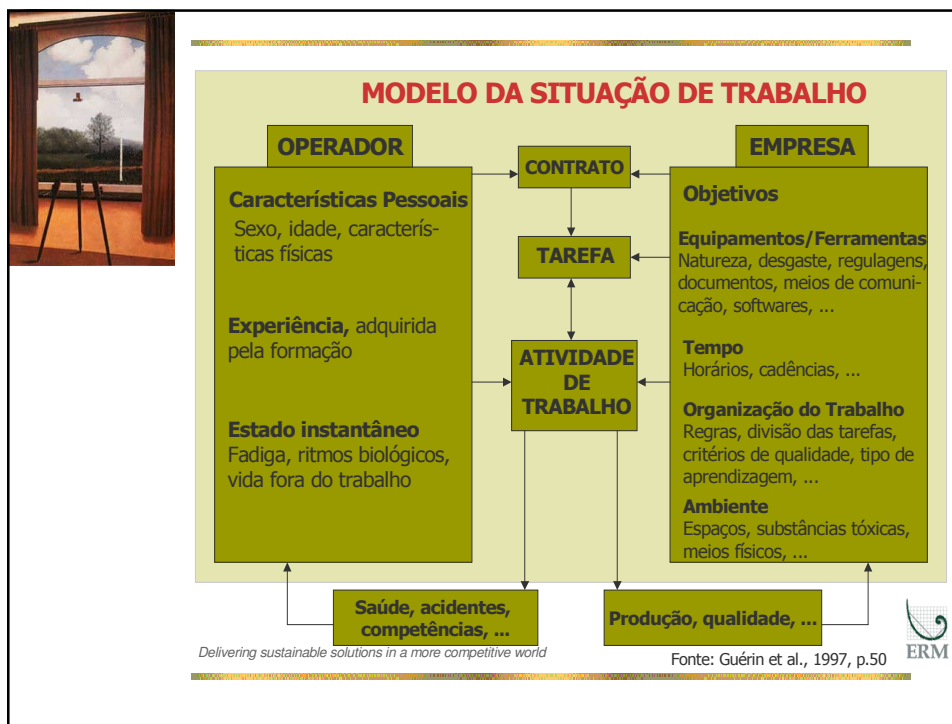 MODELO DA SITUAÇÃO DE TRABALHO
OPERADOR
Características Pessoais
Sexo, idade, caracterís-
ticas físicas
Experiência, adquirida
pela formação
Estado instantâneo
Fadiga, ritmos biológicos,
vida fora do trabalho
CONTRATO
TAREFA
ATIVIDADE
DE
TRABALHO
EMPRESA
Objetivos
Equipamentos/Ferramentas
Natureza, desgaste, regulagens,
documentos, meios de comuni-
cação, softwares, ...
Tempo
Horários, cadências, ...
Organização do Trabalho
Regras, divisão das tarefas,
critérios de qualidade, tipo de
aprendizagem, ...
Ambiente
Espaços, substâncias tóxicas,
meios físicos, ...
Saúde, acidentes,
competências, ...
Produção, qualidade, ...
Delivering sustainable solutions in a more competitive world
Fonte: Guérin et al., 1997, p.50
ERM